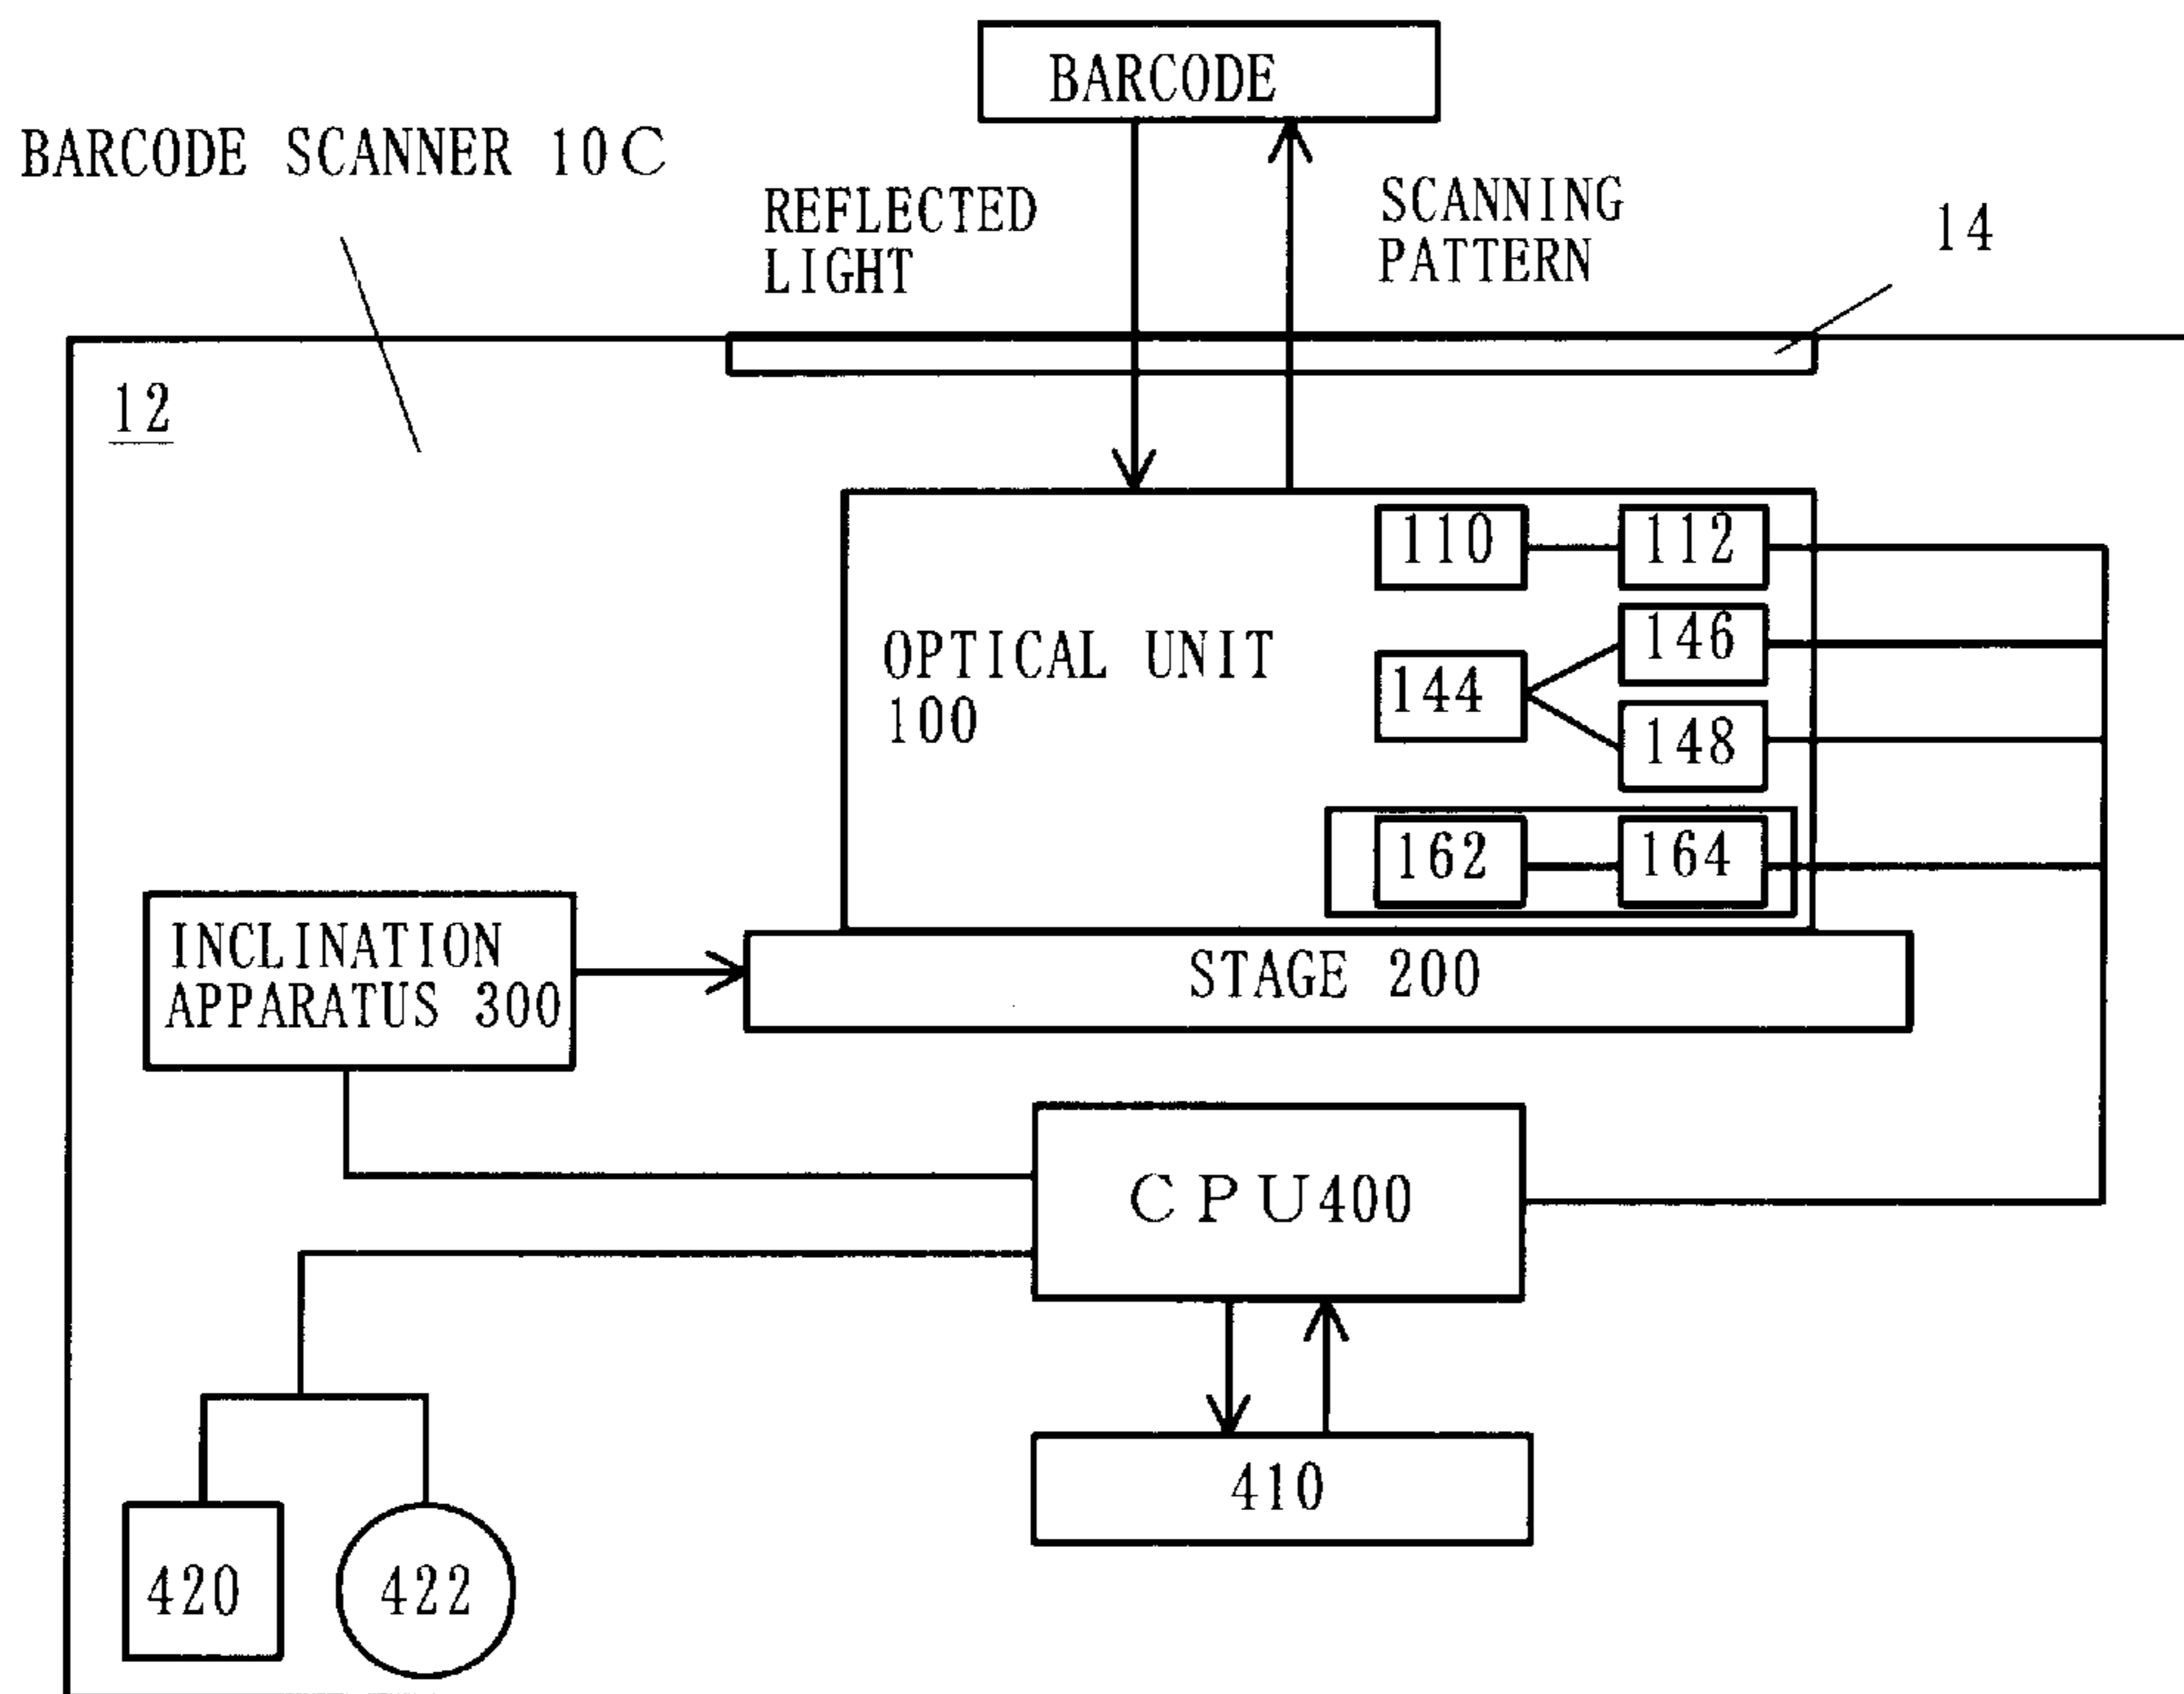 BARCODE
BARCODE SCANNER 10C
REFLECTED
LIGHT
SCANNING
PATTERN
14
12
110
112
OPTICAL UNIT
100
146
144
148
162
164
INCLINATION
APPARATUS 300
STAGE 200
CPU400
410
420
422